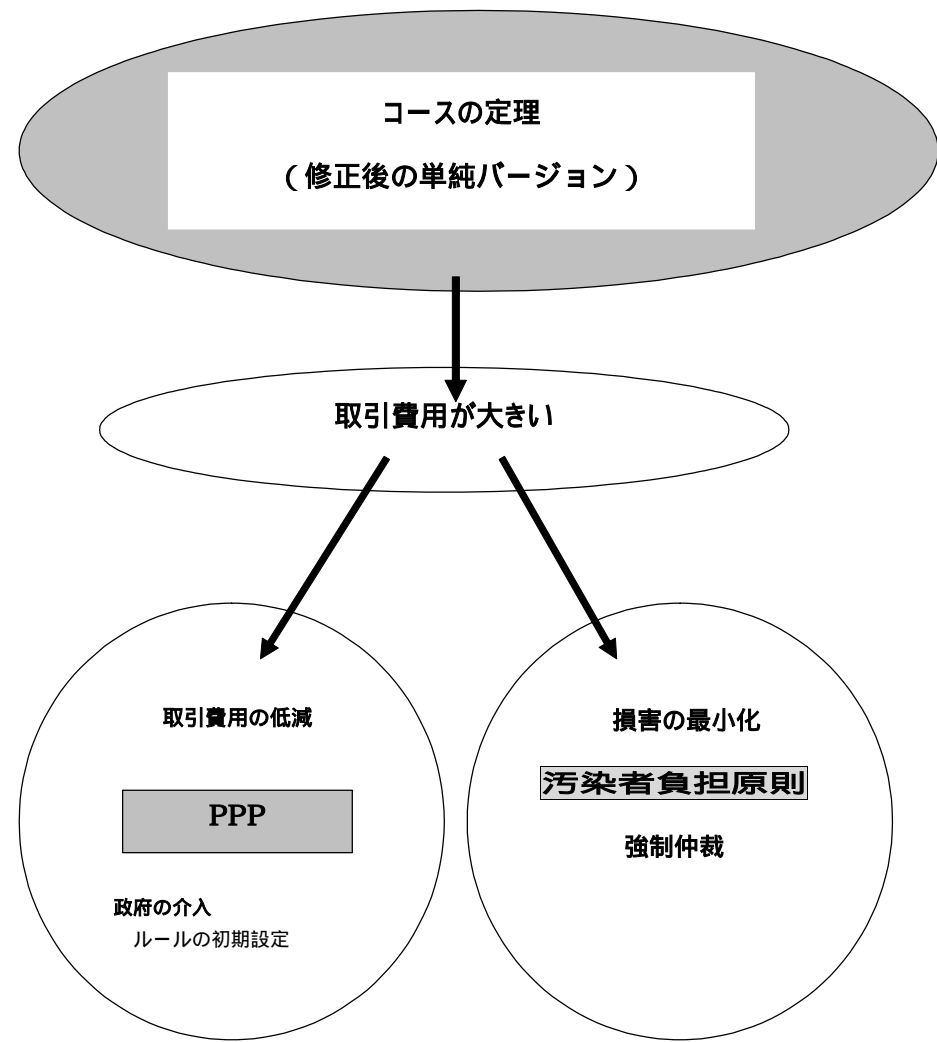 コースの定理
（修正後の単純バージョン）
取引費用が大きい
取引費用の低減
PPP
政府の介入
ルールの初期設定
損害の最小化
汚染者負担原則
強制仲裁